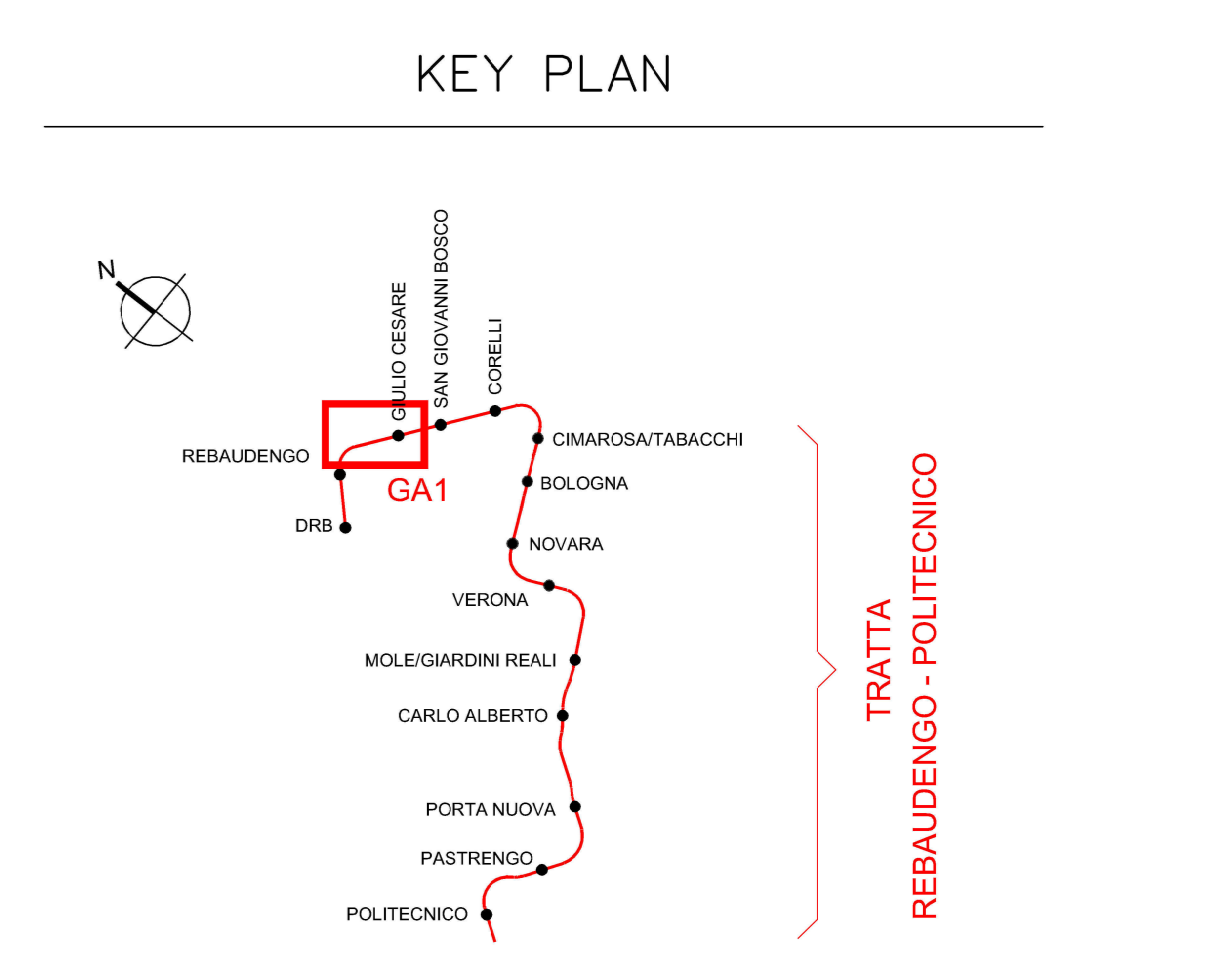 KEY PLAN
N
GIULIO CESARE
SAN GIOVANNI BOSCO
CORELLI
REBAUDENGO
GA1
DRB
CIMAROSA/TABACCHI
BOLOGNA
NOVARA
VERONA
MOLE/GIARDINI REALI
CARLO ALBERTO
PORTA NUOVA
PASTRENGO
POLITECNICO
TRATTA
REBAUDENGO - POLITECNICO